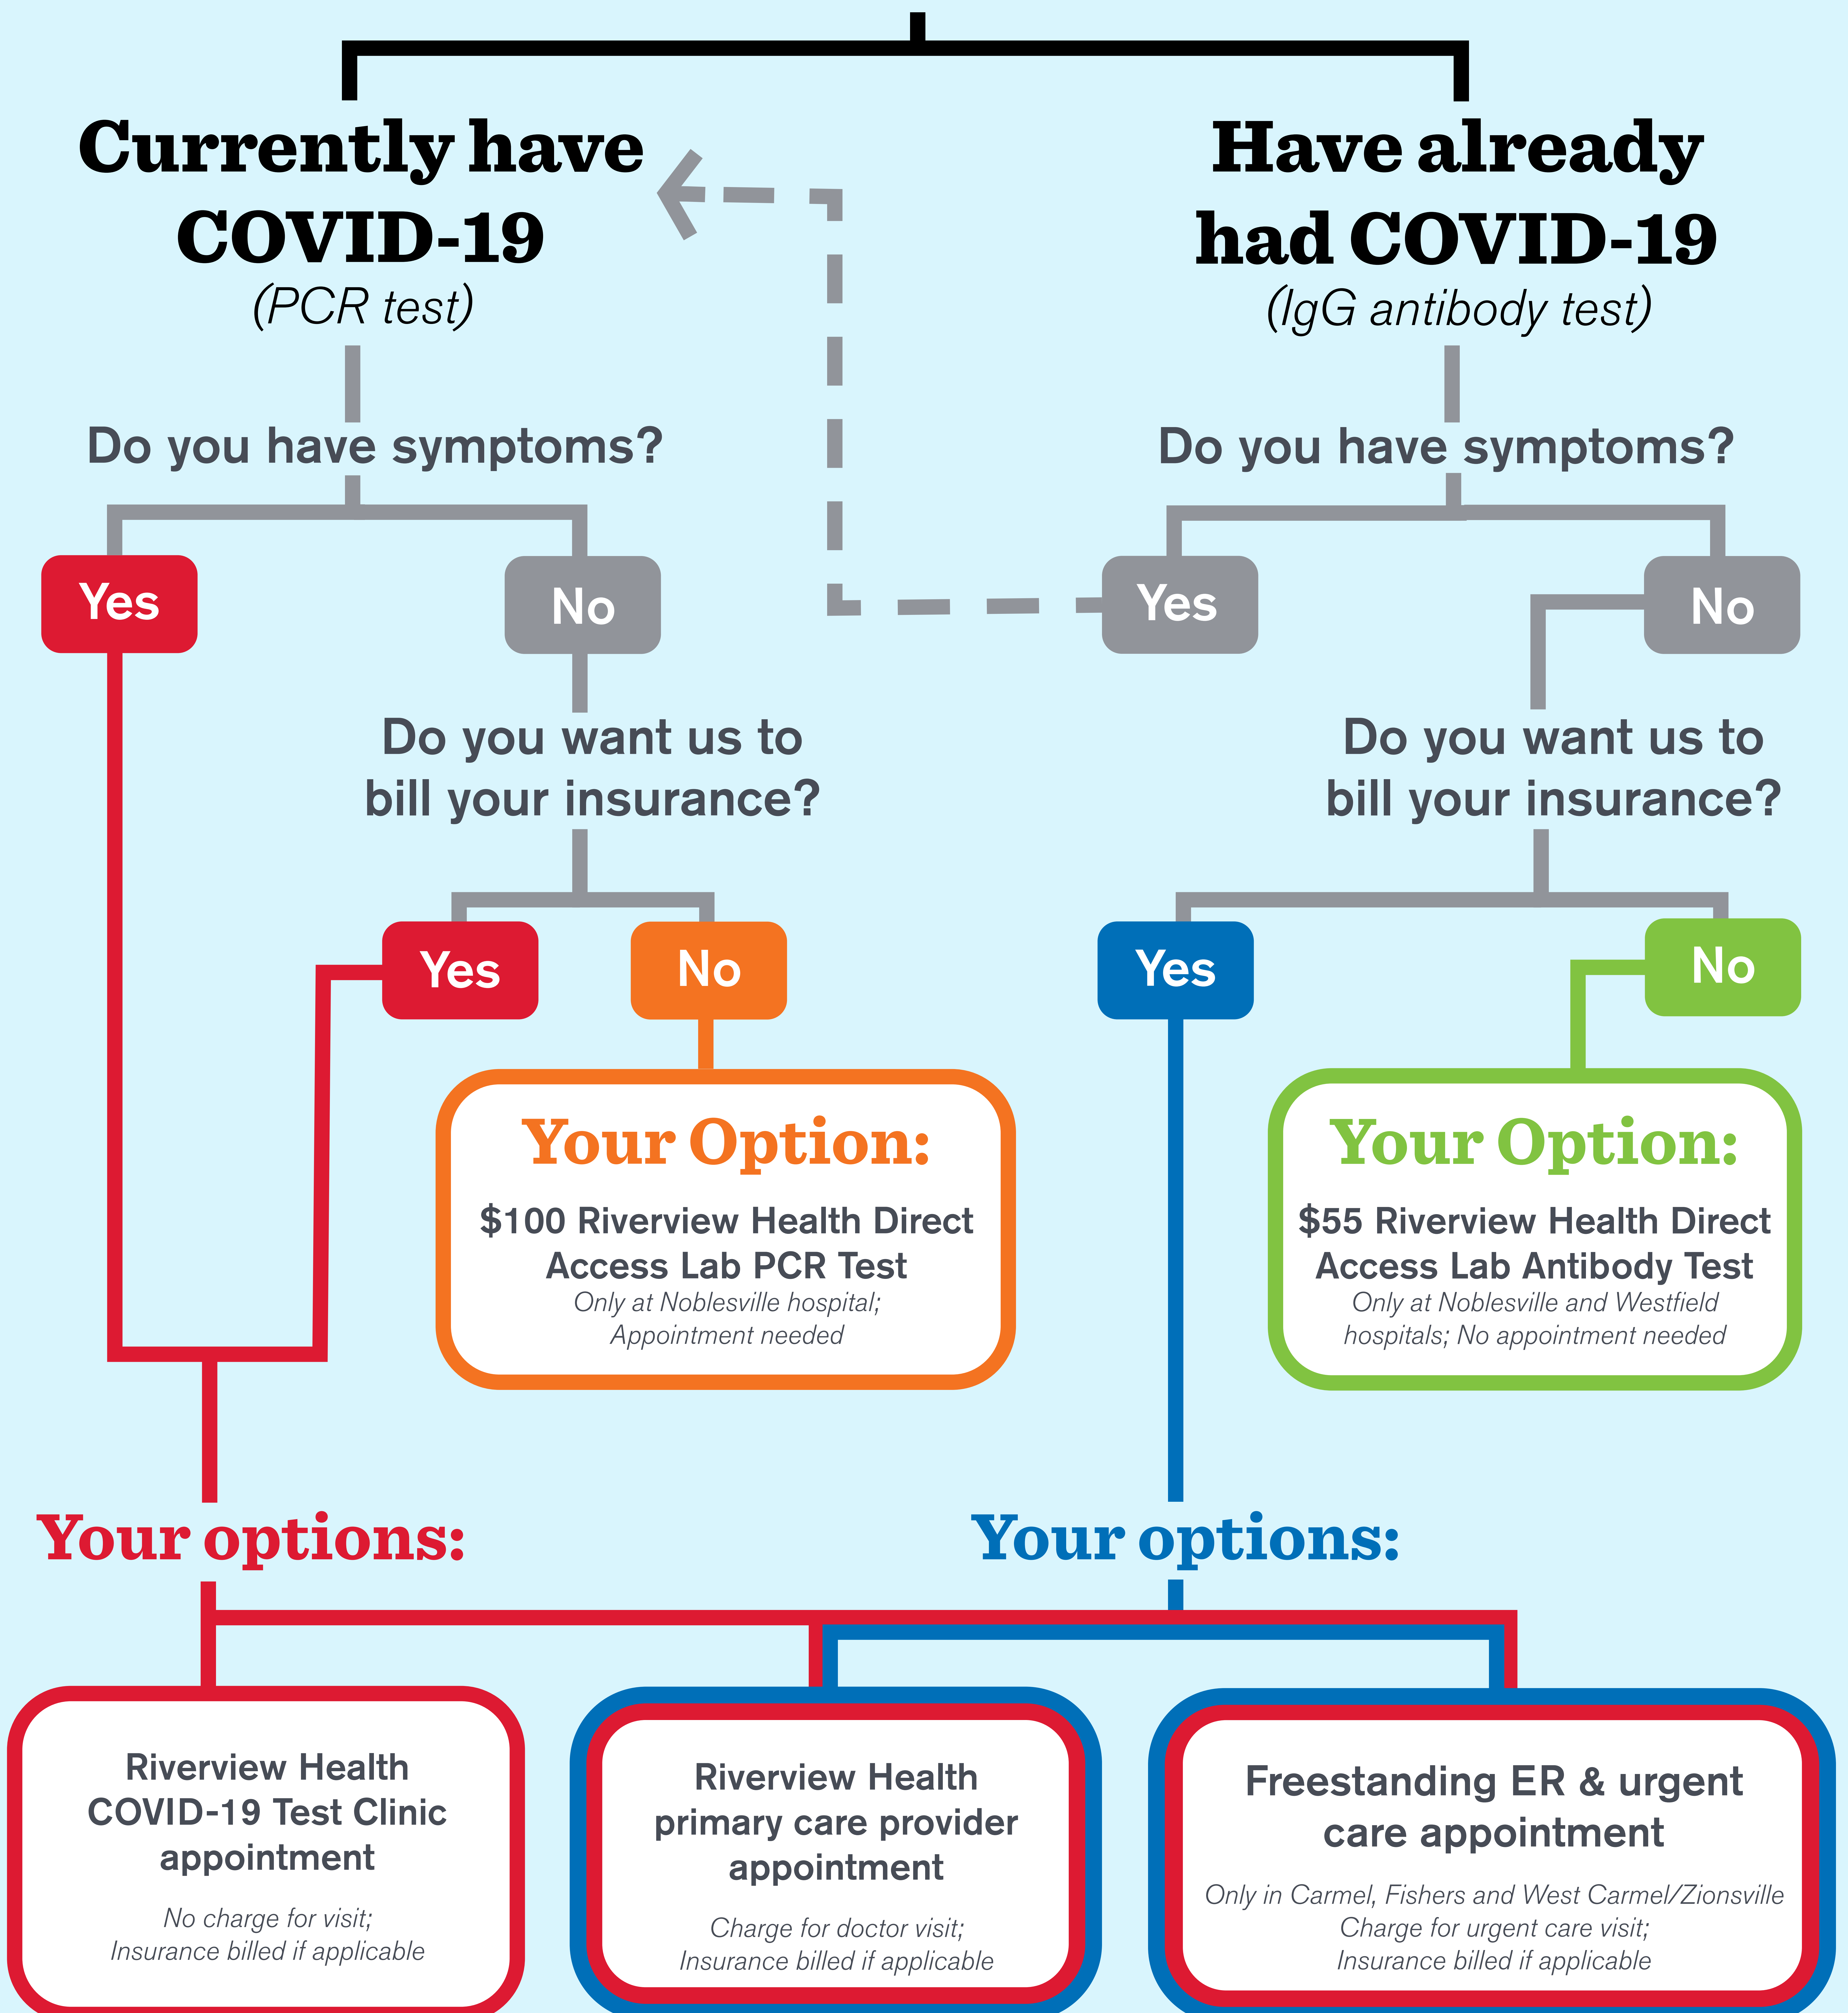 Currently have
COVID-19
(PCR test)
Have already
had COVID-19
(IgG antibody test)
Do you have symptoms?
Do you have symptoms?
Yes
No
Yes
No
Do you want us to
bill your insurance?
Do you want us to
bill your insurance?
Yes
No
Yes
No
Your Option:
$100 Riverview Health Direct
Access Lab PCR Test
Only at Noblesville hospital;
Appointment needed
Your Option:
$55 Riverview Health Direct
Access Lab Antibody Test
Only at Noblesville and Westfield
hospitals; No appointment needed
Your options:
Your options:
Riverview Health
COVID-19 Test Clinic
appointment
No charge for visit;
Insurance billed if applicable
Riverview Health
primary care provider
appointment
Charge for doctor visit;
Insurance billed if applicable
Freestanding ER & urgent
care appointment
Only in Carmel, Fishers and West Carmel/Zionsville
Charge for urgent care visit;
Insurance billed if applicable